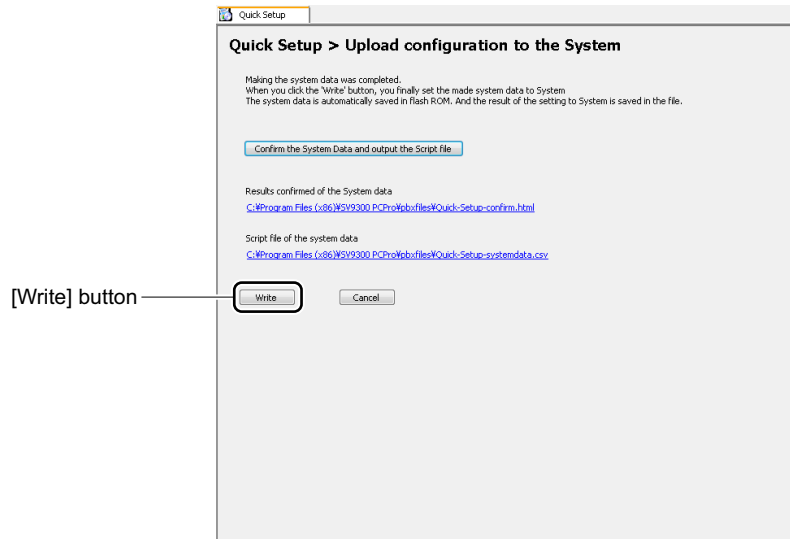 Quick Setup
Quick Setup > Upload configuration to the System
Making the system data was completed.
When you click the 'Write' button, you finally set the made system data to System
The system data is automatically saved in flash ROM. And the result of the setting to System is saved in the file.
Confirm the System Data and output the Script file
Results confirmed of the System data
C:¥Program Files (x86)¥SV9300 PCPro¥pbxfiles¥Quick-Setup-confirm.html
Script file of the system data
C:¥Program Files (x86)¥SV9300 PCPro¥pbxfiles¥Quick-Setup-systemdata.csv
[Write] button
Write
Cancel